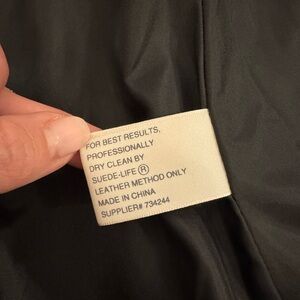 FOR BEST RESULTS,
PROFESSIONALLY
DRY CLEAN BY
SUEDE-LIFE ®
LEATHER METHOD ONLY
MADE IN CHINA
SUPPLIER# 734244